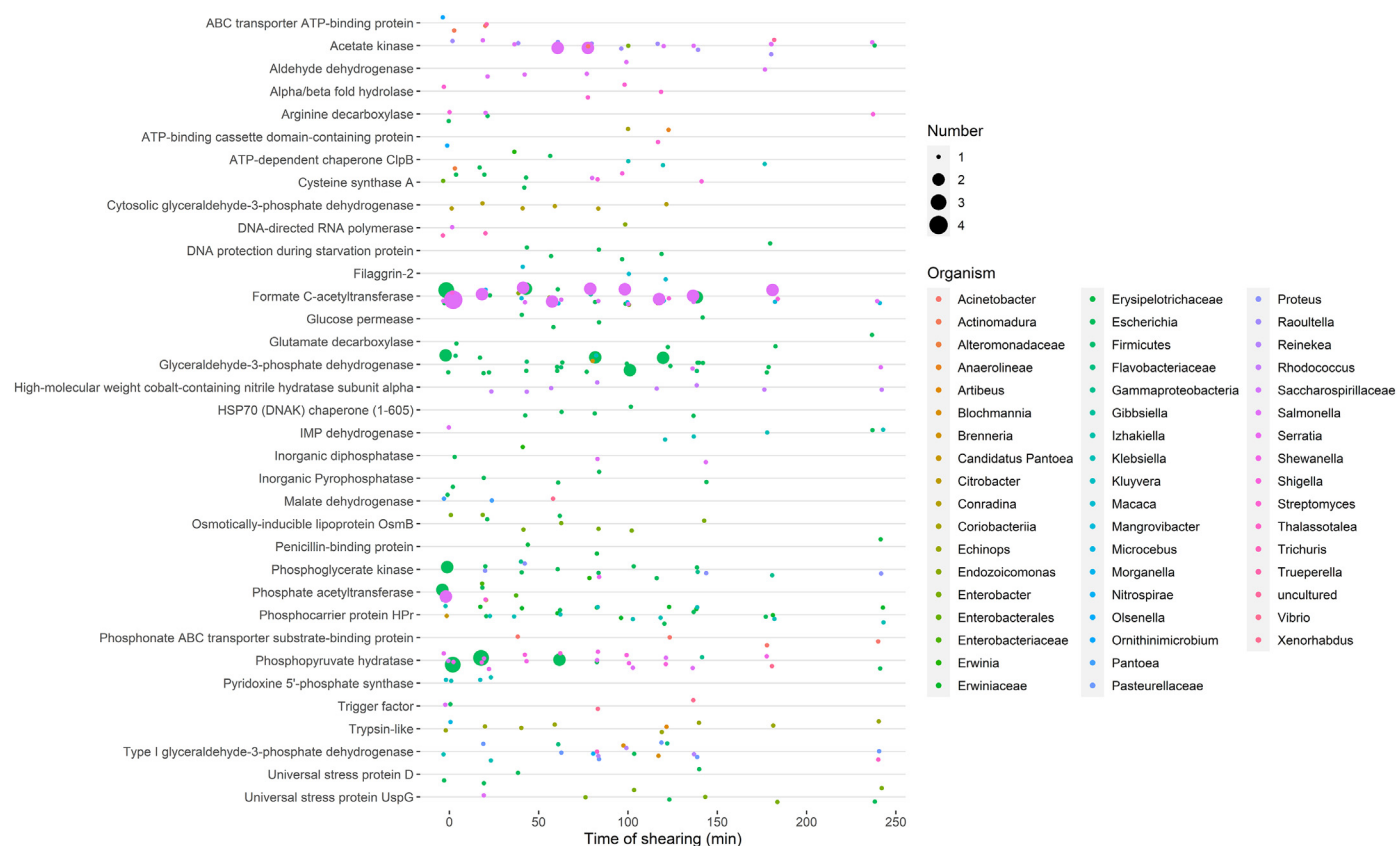 ABC transporter ATP-binding protein
Acetate kinase
Aldehyde dehydrogenase
Alpha/beta fold hydrolase
Arginine decarboxylase
ATP-binding cassette domain-containing protein
ATP-dependent chaperone ClpB
Cysteine synthase A
Cytosolic glyceraldehyde-3-phosphate dehydrogenase
DNA-directed RNA polymerase
DNA protection during starvation protein
Filaggrin-2
Formate C-acetyltransferase
Glucose permease
Glutamate decarboxylase
Glyceraldehyde-3-phosphate dehydrogenase
High-molecular weight cobalt-containing nitrile hydratase subunit alpha
HSP70 (DNAK) chaperone (1-605)
IMP dehydrogenase
Inorganic diphosphatase
Inorganic Pyrophosphatase
Malate dehydrogenase
Osmotically-inducible lipoprotein OsmB
Penicillin-binding protein
Phosphoglycerate kinase
Phosphate acetyltransferase
Phosphocarrier protein HPr
Phosphonate ABC transporter substrate-binding protein
Phosphopyruvate hydratase
Pyridoxine 5'-phosphate synthase
Trigger factor
Trypsin-like
Type I glyceraldehyde-3-phosphate dehydrogenase
Universal stress protein D
Universal stress protein UspG
0 50 100 150 200 250
Time of shearing (min)
Number
1
2
3
4
Organism
Acinetobacter
Actinomadura
Alteromonadaceae
Anaerolineae
Artibeus
Blochmannia
Brenneria
Candidatus Pantoea
Citrobacter
Conradina
Coriobacteriia
Echinops
Endozoicomonas
Enterobacter
Enterobacterales
Enterobacteriaceae
Erwinia
Erwiniaceae
Erysipelotrichaceae
Escherichia
Firmicutes
Flavobacteriaceae
Gammaproteobacteria
Gibbsiella
Izhakiella
Klebsiella
Kluyvera
Macaca
Mangrovibacter
Microcebus
Morganella
Nitrospirae
Olsenella
Ornithinimicrobium
Pantoea
Pasteurellaceae
Proteus
Raoultella
Reinekea
Rhodococcus
Saccharospirillaceae
Salmonella
Serratia
Shewanella
Shigella
Streptomyces
Thalassotalea
Trichuris
Trueperella
uncultured
Vibrio
Xenorhabdus